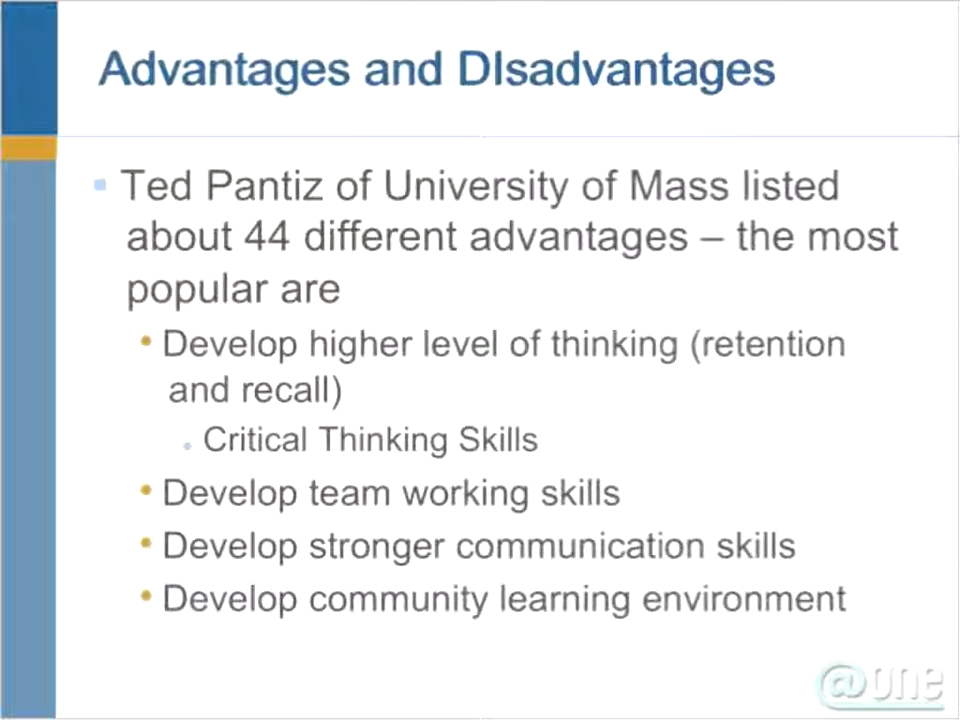 Advantages and DIsadvantages
Ted Pantiz of University of Mass listed
about 44 different advantages – the most
popular are
Develop higher level of thinking (retention
and recall)
Critical Thinking Skills
Develop team working skills
Develop stronger communication skills
Develop community learning environment
@one